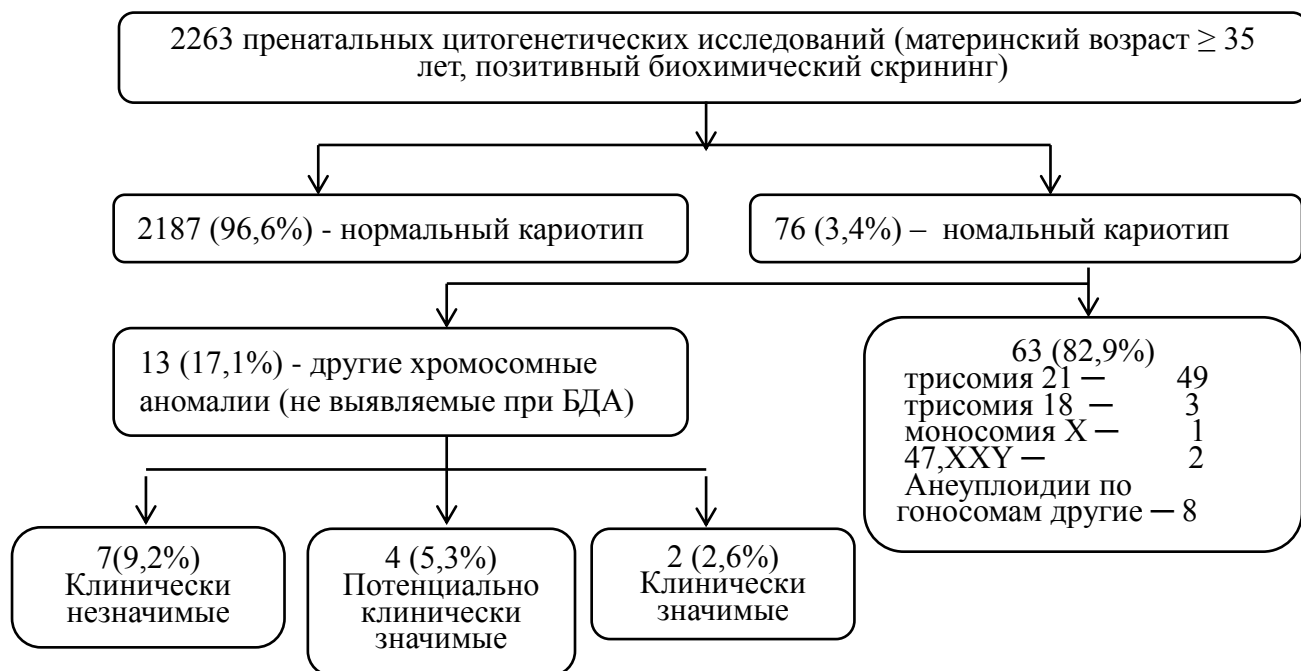 2263 пренатальных цитогенетических исследований (материнский возраст ≥ 35
лет, позитивный биохимический скрининг)
2187 (96,6%) - нормальный кариотип
76 (3,4%) – номальный кариотип
13 (17,1%) - другие хромосомные
аномалии (не выявляемые при БДА)
63 (82,9%)
трисомия 21 — 49
трисомия 18 — 3
моносомия X — 1
47,XXY — 2
Анеуплоидии по
гоносомам другие — 8
7(9,2%)
Клинически
незначимые
4 (5,3%)
Потенциально
клинически
значимые
2 (2,6%)
Клинически
значимые